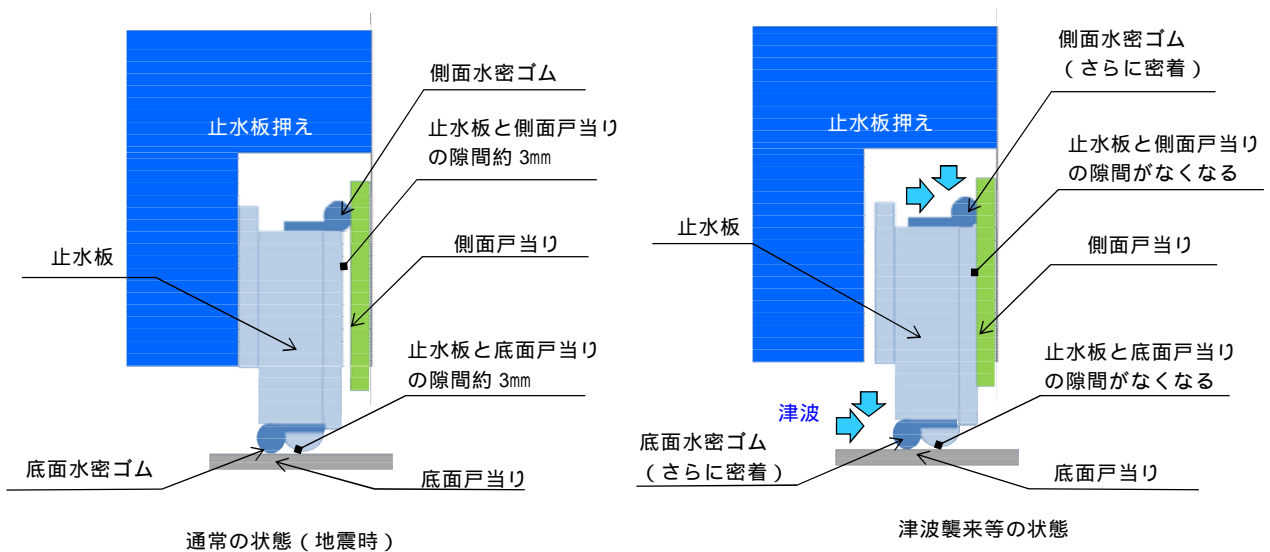 側面水密ゴム
止水板押え
止水板と側面戸当り
の隙間約 3㎜
止水板
側面戸当り
止水板と底面戸当り
の隙間約 3㎜
底面水密ゴム
底面戸当り
通常の状態（地震時）
側面水密ゴム
（さらに密着）
止水板押え
止水板と側面戸当り
の隙間がなくなる
止水板
側面戸当り
止水板と底面戸当り
の隙間がなくなる
津波
底面水密ゴム
（さらに密着）
底面戸当り
津波襲来等の状態